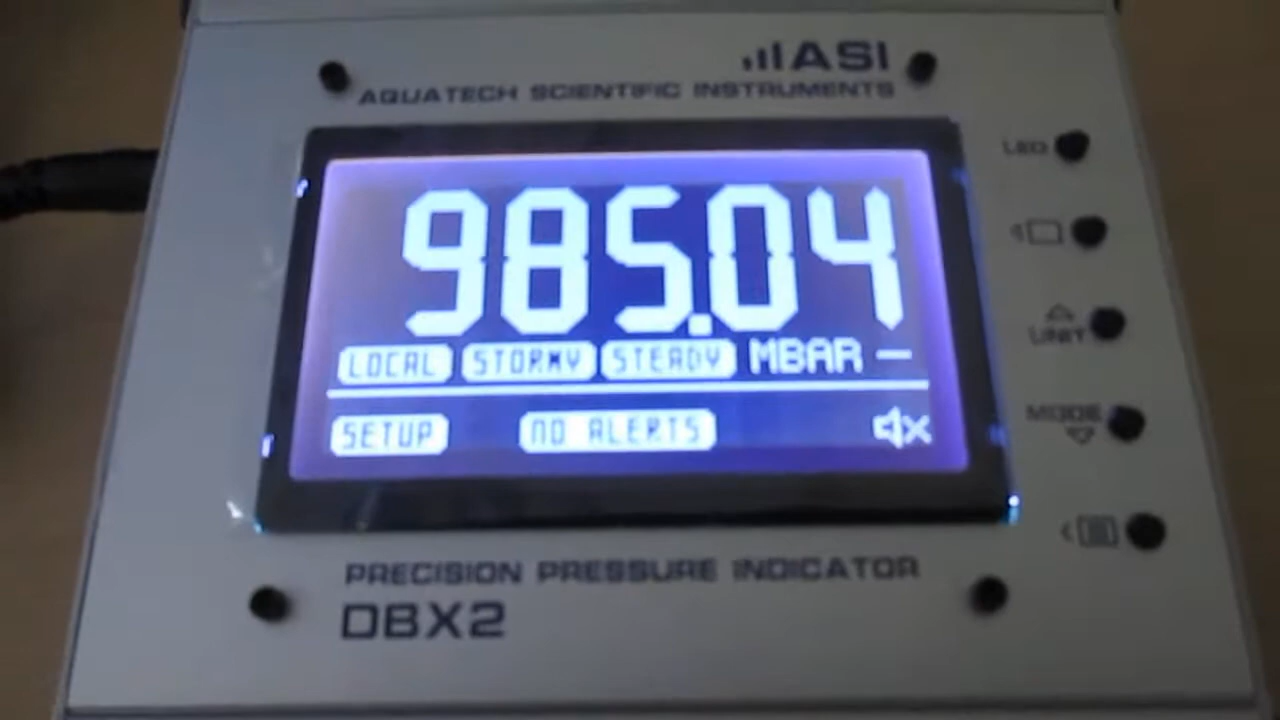 ASI
AQUATECH SCIENTIFIC INSTRUMENTS
985.04
LOCAL STORMY STEADY MBAR –
SETUP NO ALERTS
UNIT
MODE
PRECISION PRESSURE INDICATOR
DBX2